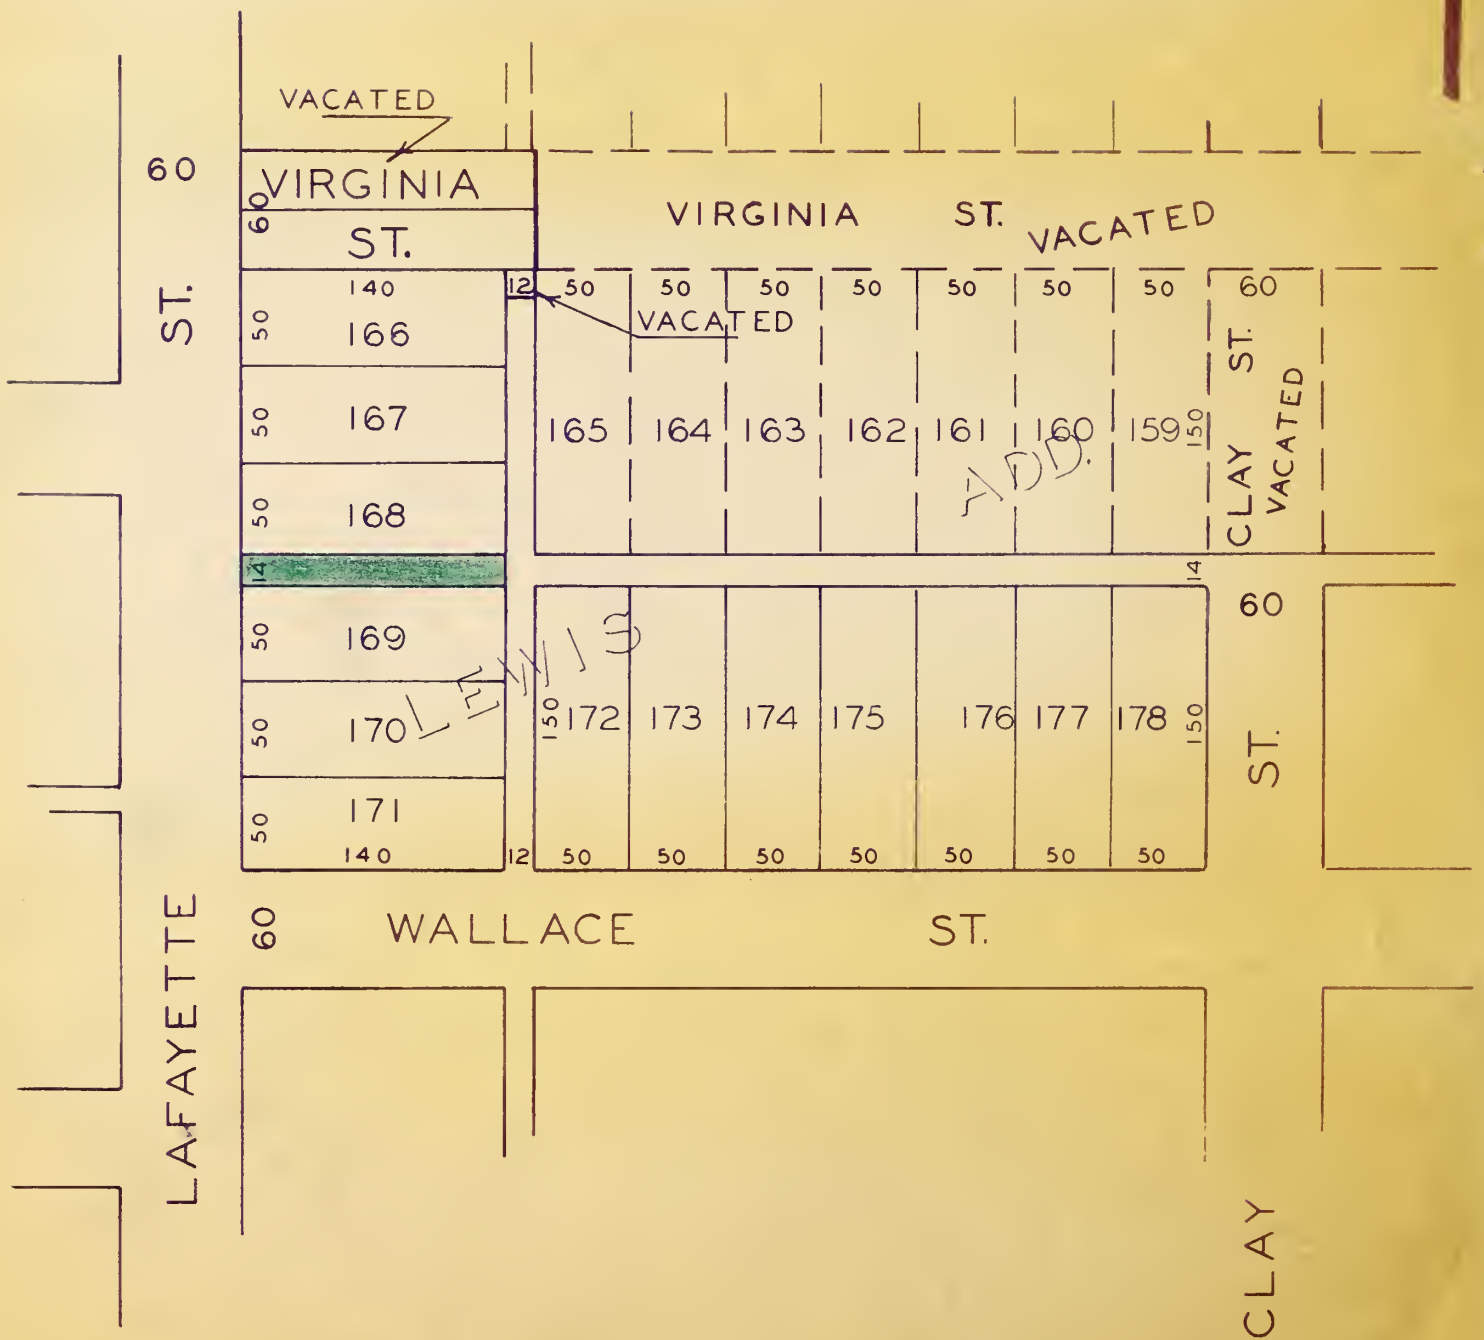 VACATED
60
VIRGINIA
60
ST.
VIRGINIA ST. VACATED
ST.
140
12
50 50 50 50 50 50 50
60
VACATED
50
166
50
167
165 164 163 162 161 160 159
150
CLAY ST.
VACATED
ADD.
50
168
14
14
60
50
169
LEWIS
50
170
150
172 173 174 175 176 177 178
150
ST.
50
171
140
12
50 50 50 50 50 50 50
LAFAYETTE
60
WALLACE ST.
CLAY